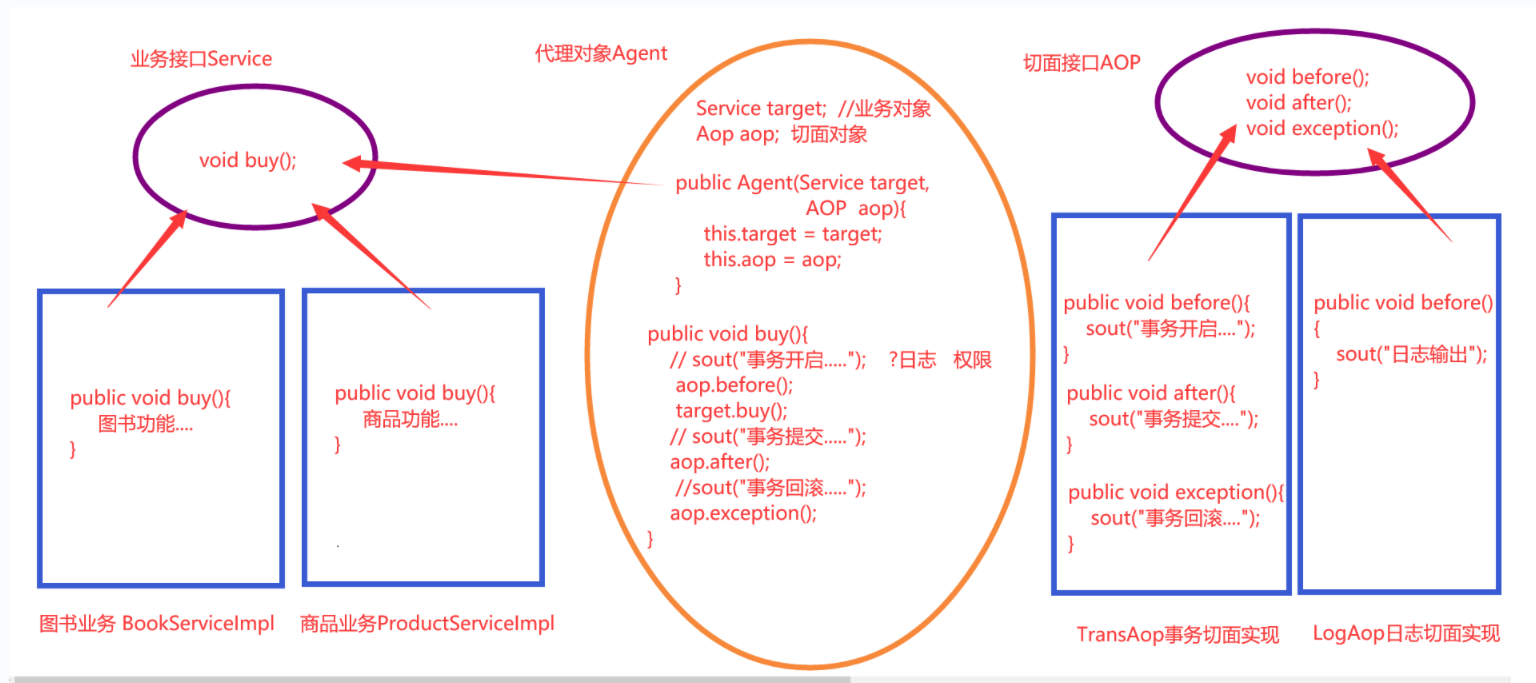 业务接口Service
void buy();
public void buy(){
图书功能....
}
图书业务 BookServiceImpl
public void buy(){
商品功能....
}
商品业务ProductServiceImpl
代理对象Agent
Service target;  //业务对象
Aop aop;  切面对象
public Agent(Service target,
AOP  aop){
this.target = target;
this.aop = aop;
}
public void buy(){
// sout("事务开启.....");    ?日志   权限
aop.before();
target.buy();
// sout("事务提交.....");
aop.after();
//sout("事务回滚.....");
aop.exception();
}
切面接口AOP
void before();
void after();
void exception();
public void before(){
sout("事务开启....");
}
public void after(){
sout("事务提交....");
}
public void exception(){
sout("事务回滚....");
}
TransAop事务切面实现
public void before()
{
sout("日志输出");
}
LogAop日志切面实现